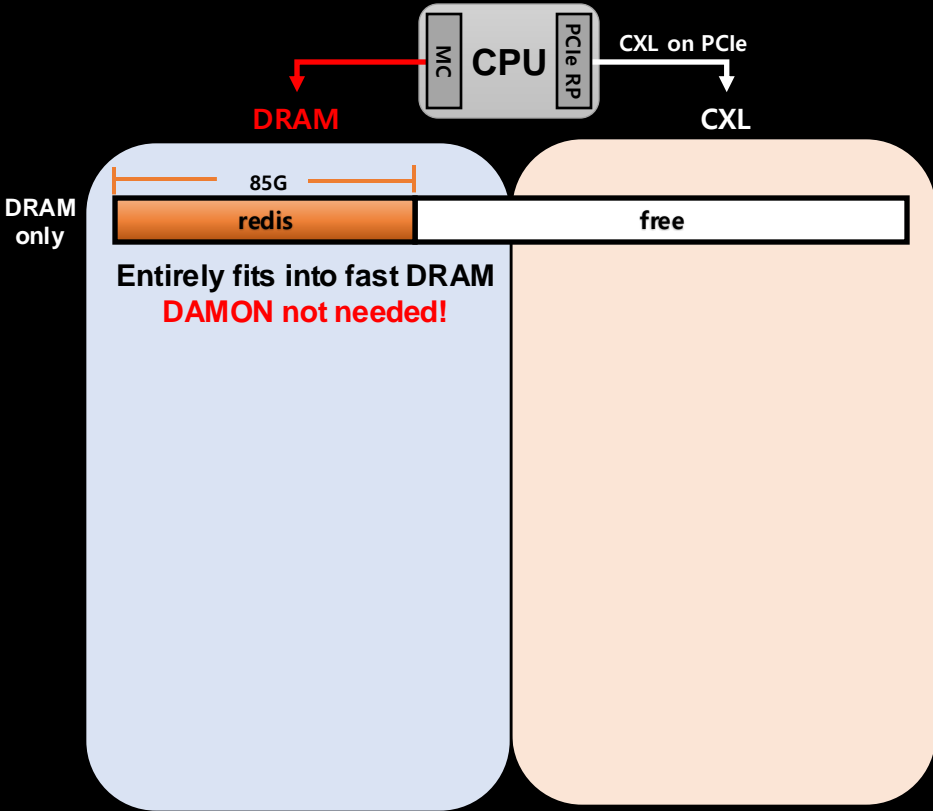 MC
CPU
PCIe RP
CXL on PCIe
DRAM
CXL
85G
DRAM
only
redis
free
Entirely fits into fast DRAM
DAMON not needed!